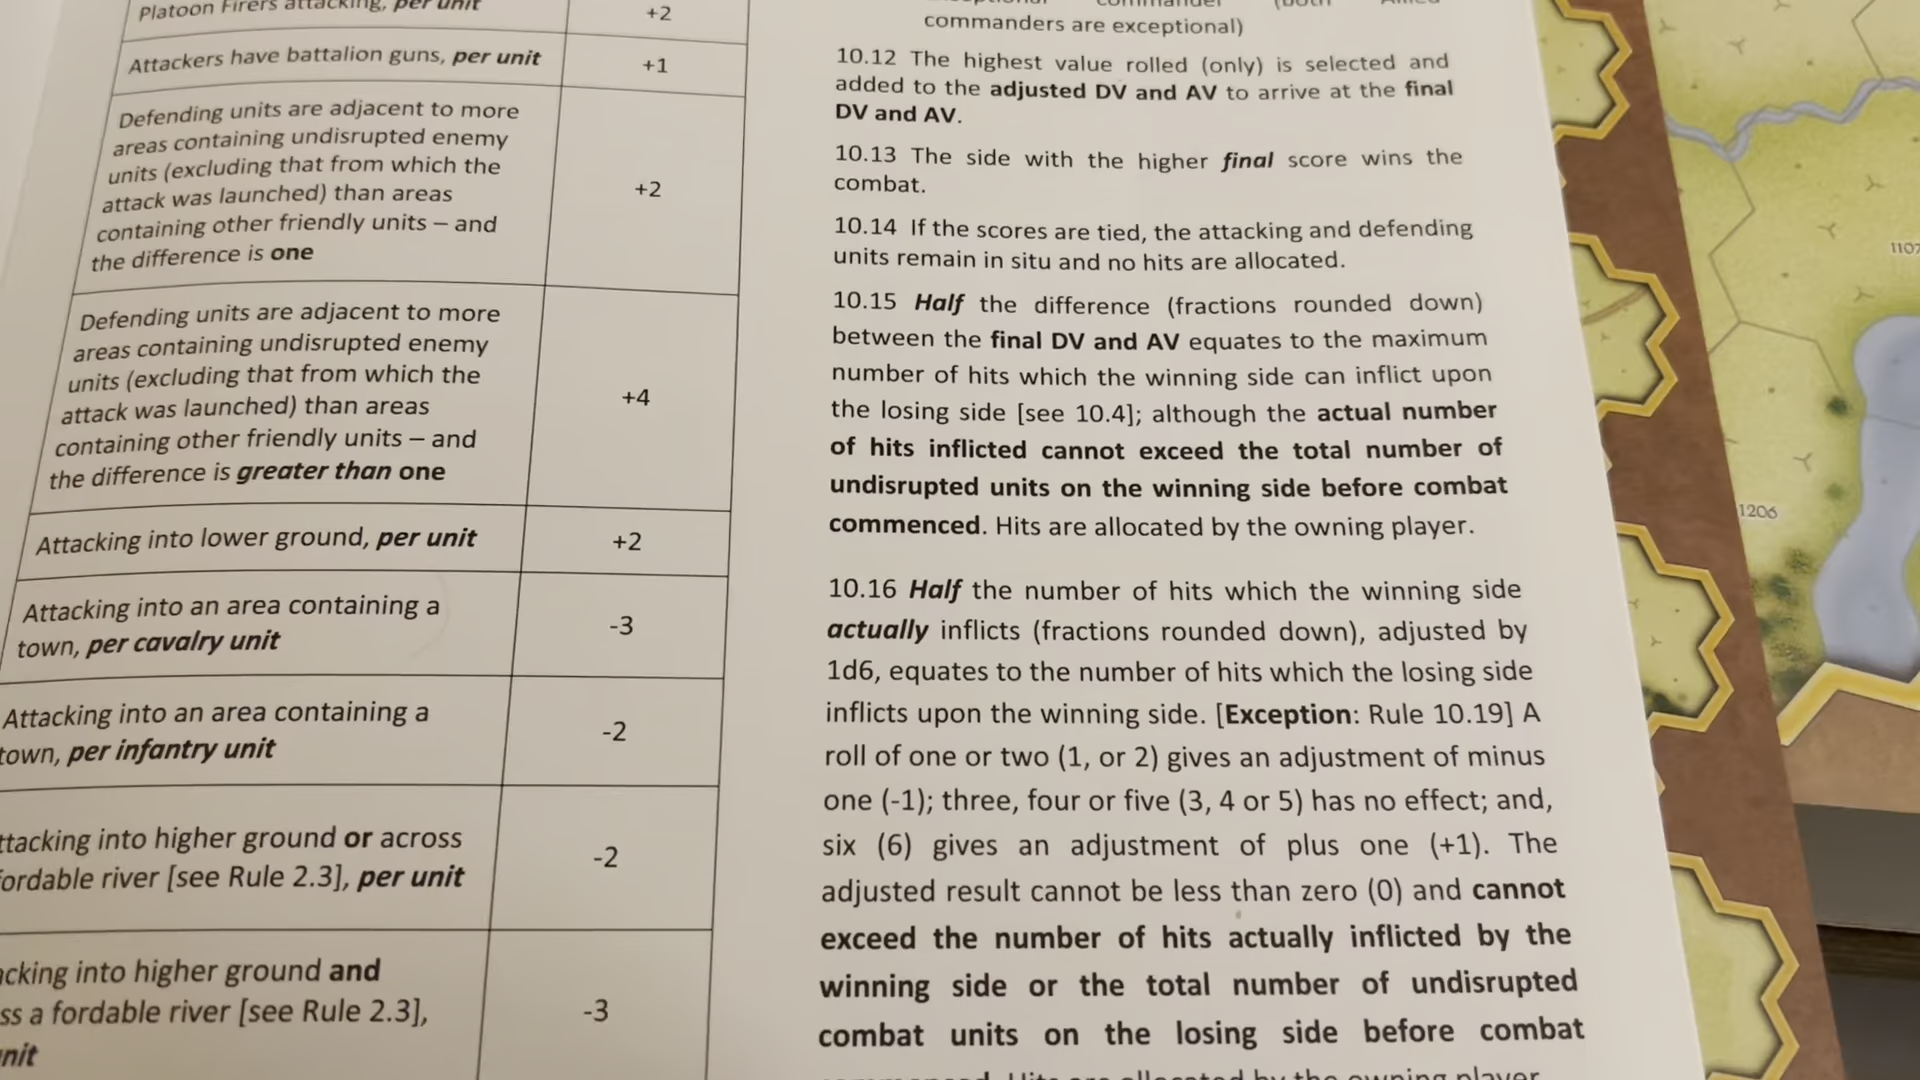 Platoon Firers attacking, per unit
+2
Attackers have battalion guns, per unit
+1
Defending units are adjacent to more
areas containing undisrupted enemy
units (excluding that from which the
attack was launched) than areas
containing other friendly units – and
the difference is one
+2
Defending units are adjacent to more
areas containing undisrupted enemy
units (excluding that from which the
attack was launched) than areas
containing other friendly units – and
the difference is greater than one
+4
Attacking into lower ground, per unit
+2
Attacking into an area containing a
town, per cavalry unit
-3
Attacking into an area containing a
town, per infantry unit
-2
ttacking into higher ground or across
fordable river [see Rule 2.3], per unit
-2
acking into higher ground and
ss a fordable river [see Rule 2.3],
nit
-3
commanders are exceptional)
10.12 The highest value rolled (only) is selected and
added to the adjusted DV and AV to arrive at the final
DV and AV.
10.13 The side with the higher final score wins the
combat.
10.14 If the scores are tied, the attacking and defending
units remain in situ and no hits are allocated.
10.15 Half the difference (fractions rounded down)
between the final DV and AV equates to the maximum
number of hits which the winning side can inflict upon
the losing side [see 10.4]; although the actual number
of hits inflicted cannot exceed the total number of
undisrupted units on the winning side before combat
commenced. Hits are allocated by the owning player.
10.16 Half the number of hits which the winning side
actually inflicts (fractions rounded down), adjusted by
1d6, equates to the number of hits which the losing side
inflicts upon the winning side. [Exception: Rule 10.19] A
roll of one or two (1, or 2) gives an adjustment of minus
one (-1); three, four or five (3, 4 or 5) has no effect; and,
six (6) gives an adjustment of plus one (+1). The
adjusted result cannot be less than zero (0) and cannot
exceed the number of hits actually inflicted by the
winning side or the total number of undisrupted
combat units on the losing side before combat
1107
1206